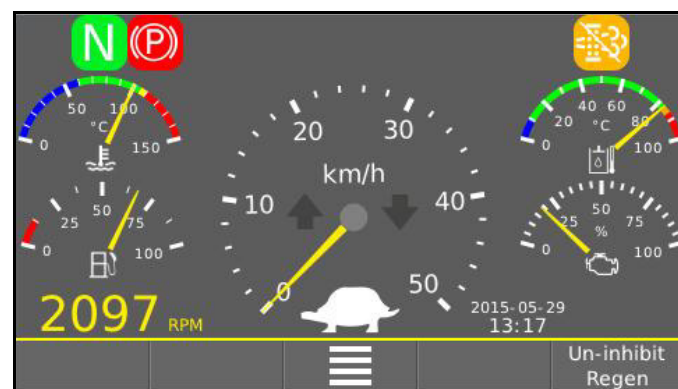 N (P)
50 100
°C
0 150
25 50 75
0 100
2097 RPM
20 30
km/h
10 40
0 50
20 40 60 80
°C
0 100
25 50 75
%
0 100
2015-05-29
13:17
Un-inhibit
Regen